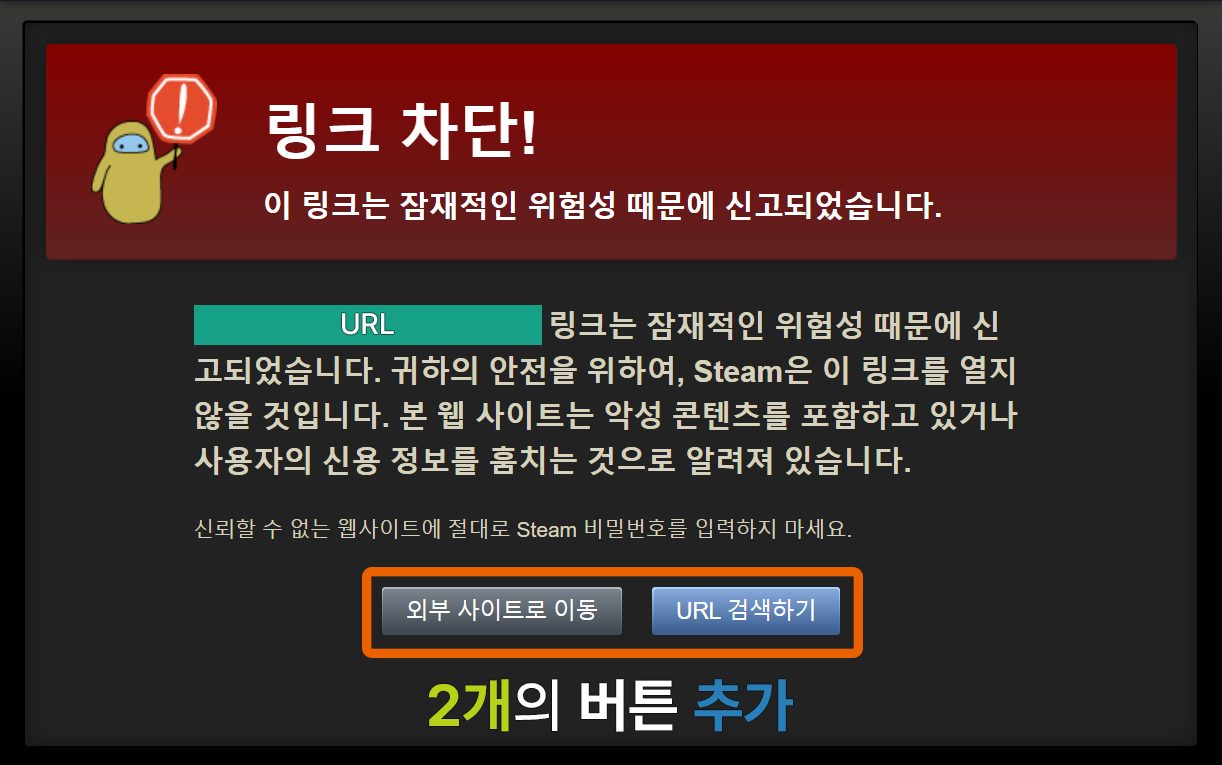 링크 차단!
이 링크는 잠재적인 위험성 때문에 신고되었습니다.
URL 링크는 잠재적인 위험성 때문에 신
고되었습니다. 귀하의 안전을 위하여, Steam은 이 링크를 열지
않을 것입니다. 본 웹 사이트는 악성 콘텐츠를 포함하고 있거나
사용자의 신용 정보를 훔치는 것으로 알려져 있습니다.
신뢰할 수 없는 웹사이트에 절대로 Steam 비밀번호를 입력하지 마세요.
외부 사이트로 이동 URL 검색하기
2개의 버튼 추가